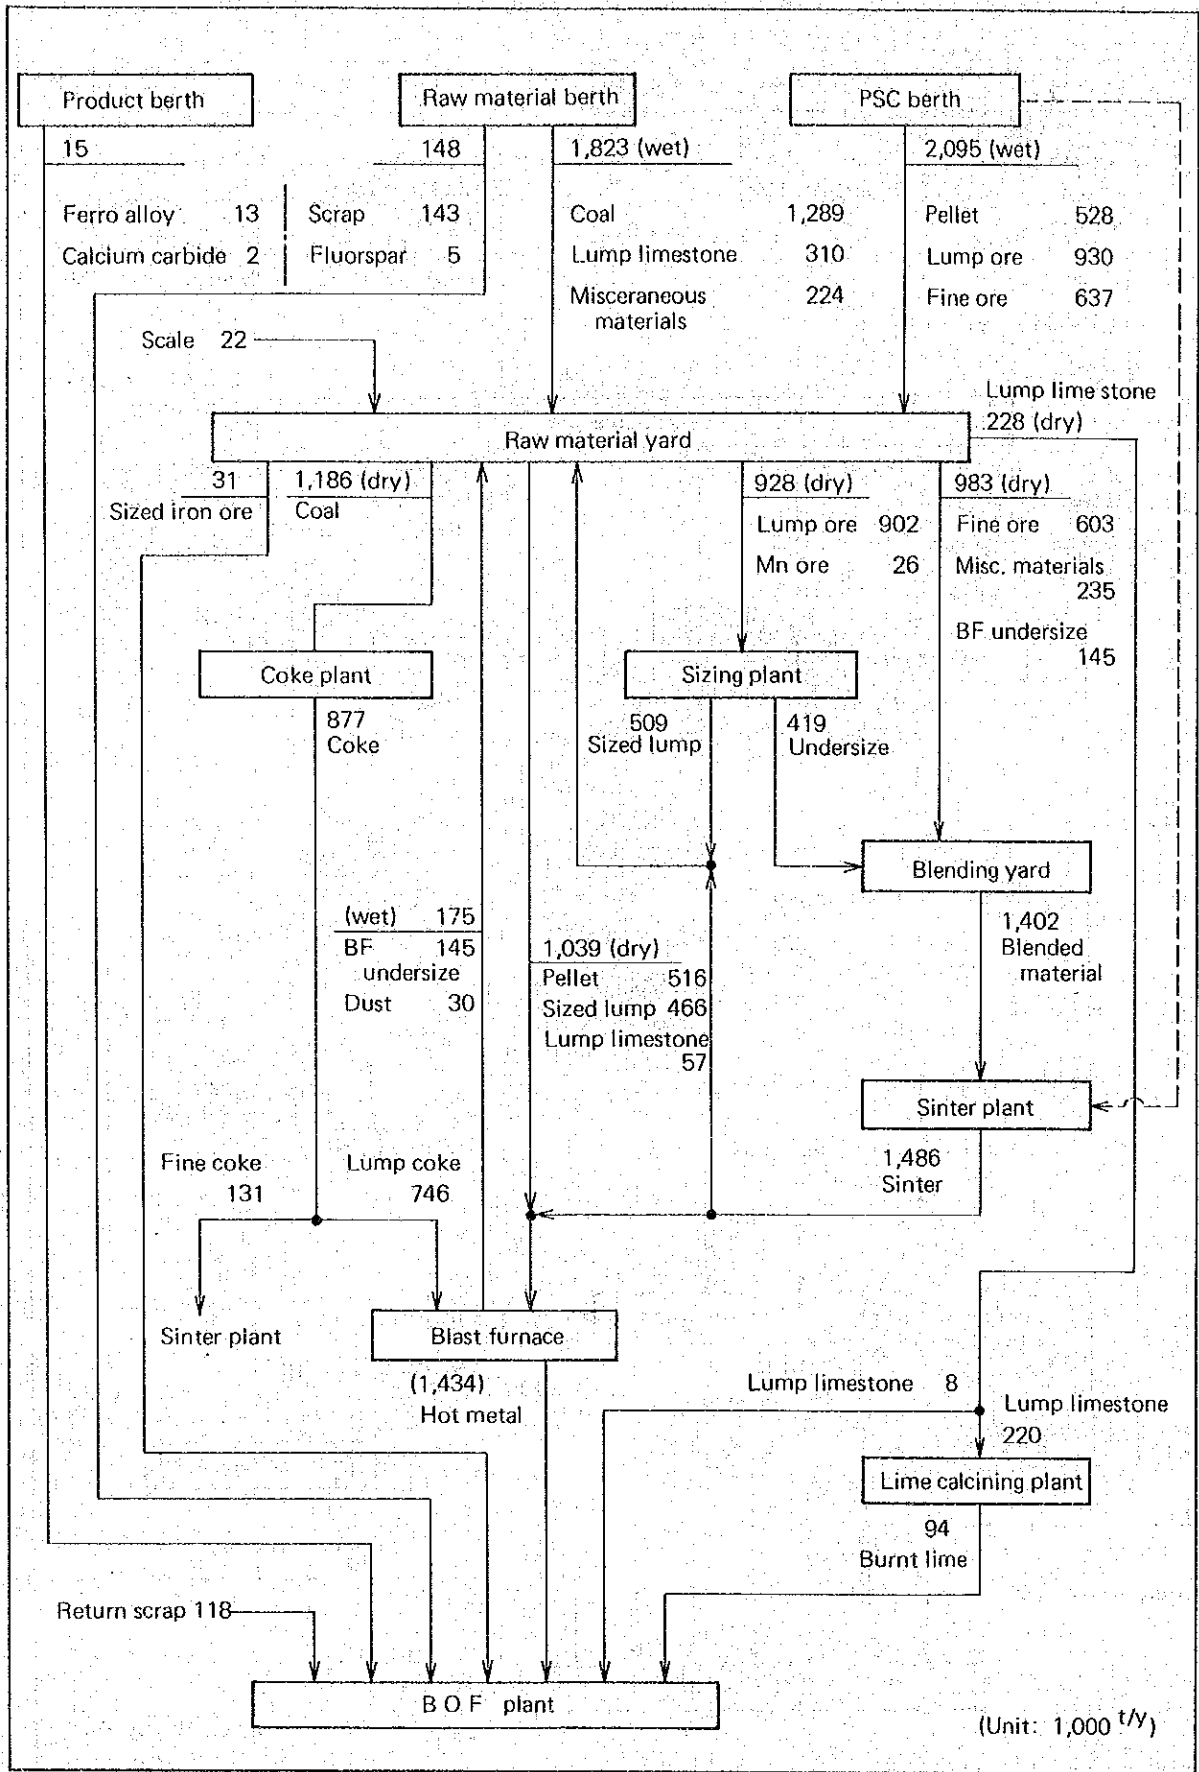 Product berth
Raw material berth
PSC berth
15
148
1,823 (wet)
2,095 (wet)
Ferro alloy 13
Calcium carbide 2
Scrap 143
Fluorspar 5
Coal 1,289
Lump limestone 310
Misceraneous 224
materials
Pellet 528
Lump ore 930
Fine ore 637
Scale 22
Lump lime stone
228 (dry)
Raw material yard
31
Sized iron ore
1,186 (dry)
Coal
928 (dry)
Lump ore 902
Mn ore 26
983 (dry)
Fine ore 603
Misc. materials
235
BF undersize
145
Coke plant
Sizing plant
877
Coke
509
Sized lump
419
Undersize
Blending yard
(wet) 175
BF 145
undersize
Dust 30
1,039 (dry)
Pellet 516
Sized lump 466
Lump limestone
57
1,402
Blended
material
Sinter plant
1,486
Sinter
Fine coke
131
Lump coke
746
Sinter plant
Blast furnace
(1,434)
Hot metal
Lump limestone 8
Lump limestone
220
Lime calcining plant
94
Burnt lime
Return scrap 118
B O F plant
(Unit: 1,000 t/y)